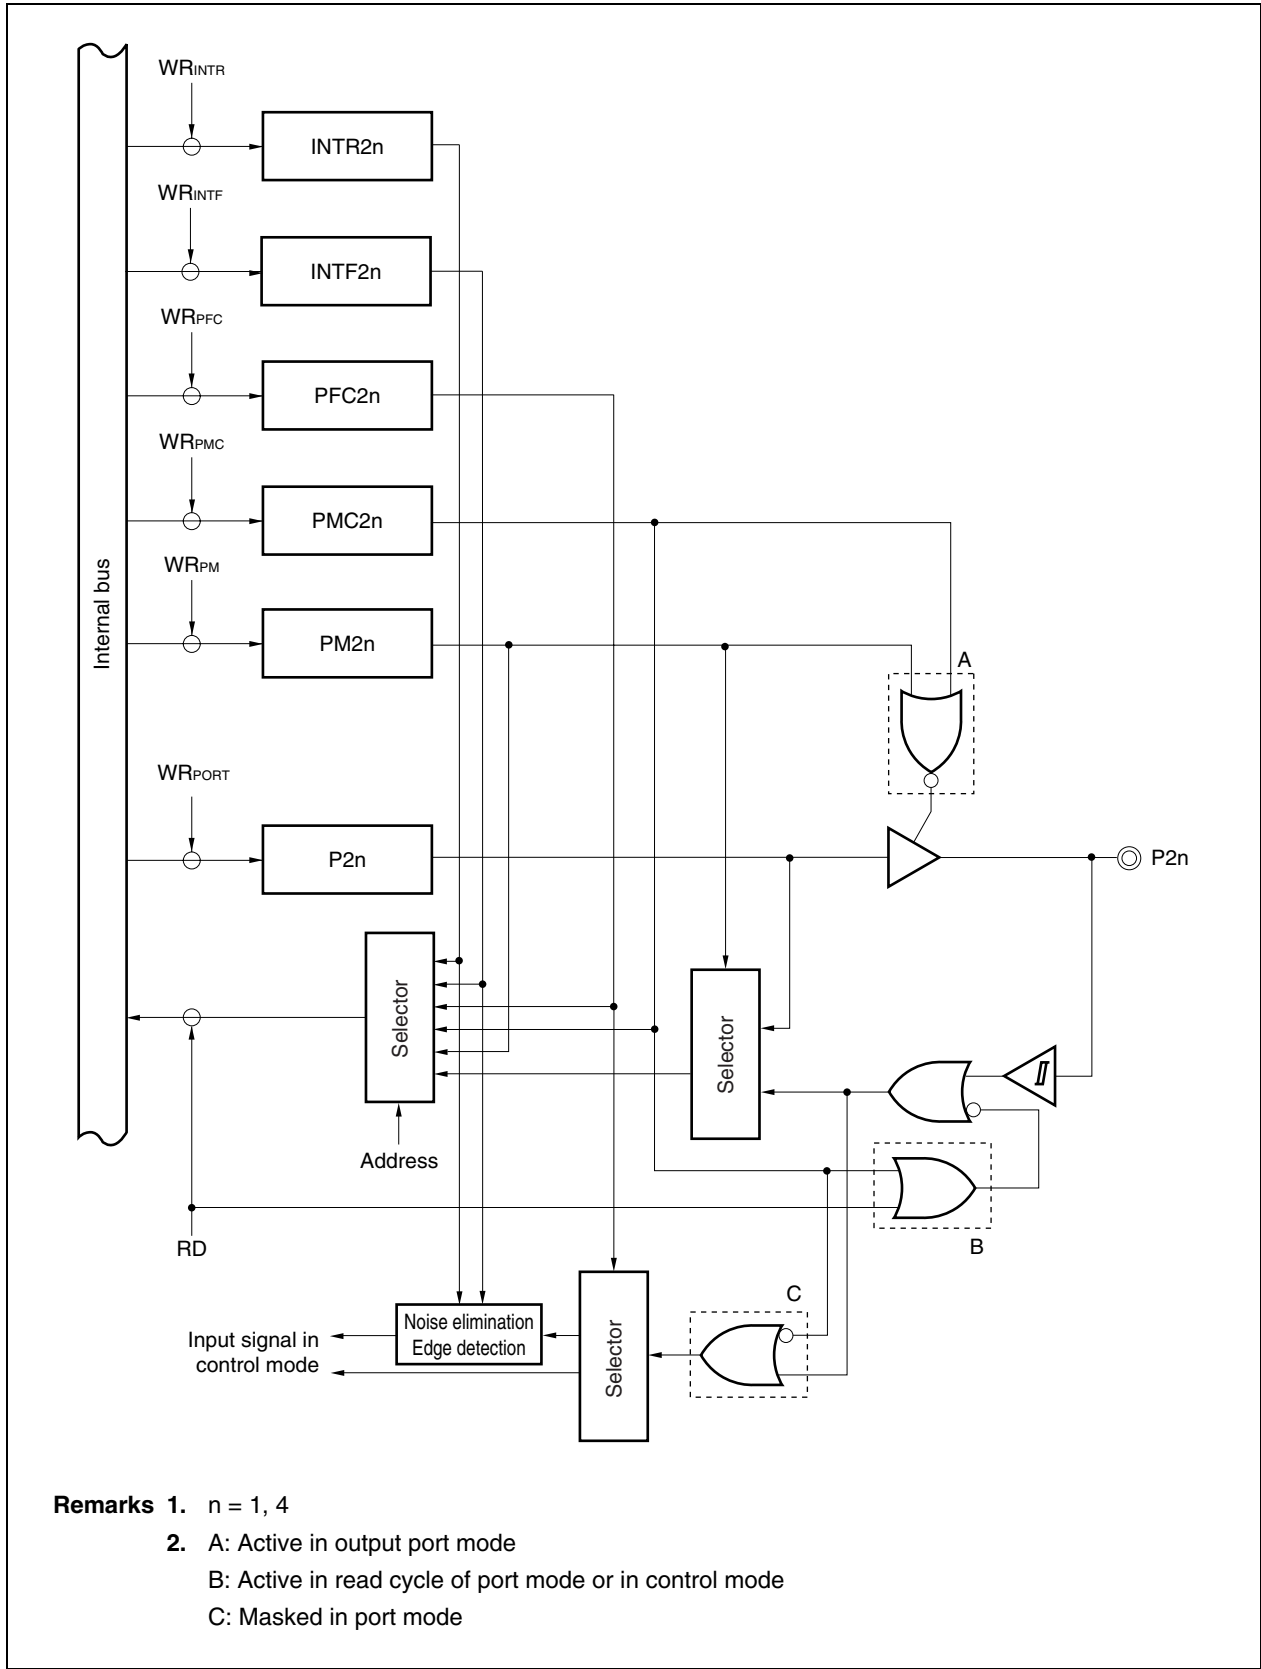 WRINTR
INTR2n
WRINTF
INTF2n
WRPFC
PFC2n
WRPMC
PMC2n
WRPM
PM2n
A
Internal bus
WRPORT
P2n
P2n
Selector
Selector
Address
RD
B
C
Noise elimination
Edge detection
Input signal in
control mode
Selector
Remarks 1. n = 1, 4
2. A: Active in output port mode
B: Active in read cycle of port mode or in control mode
C: Masked in port mode